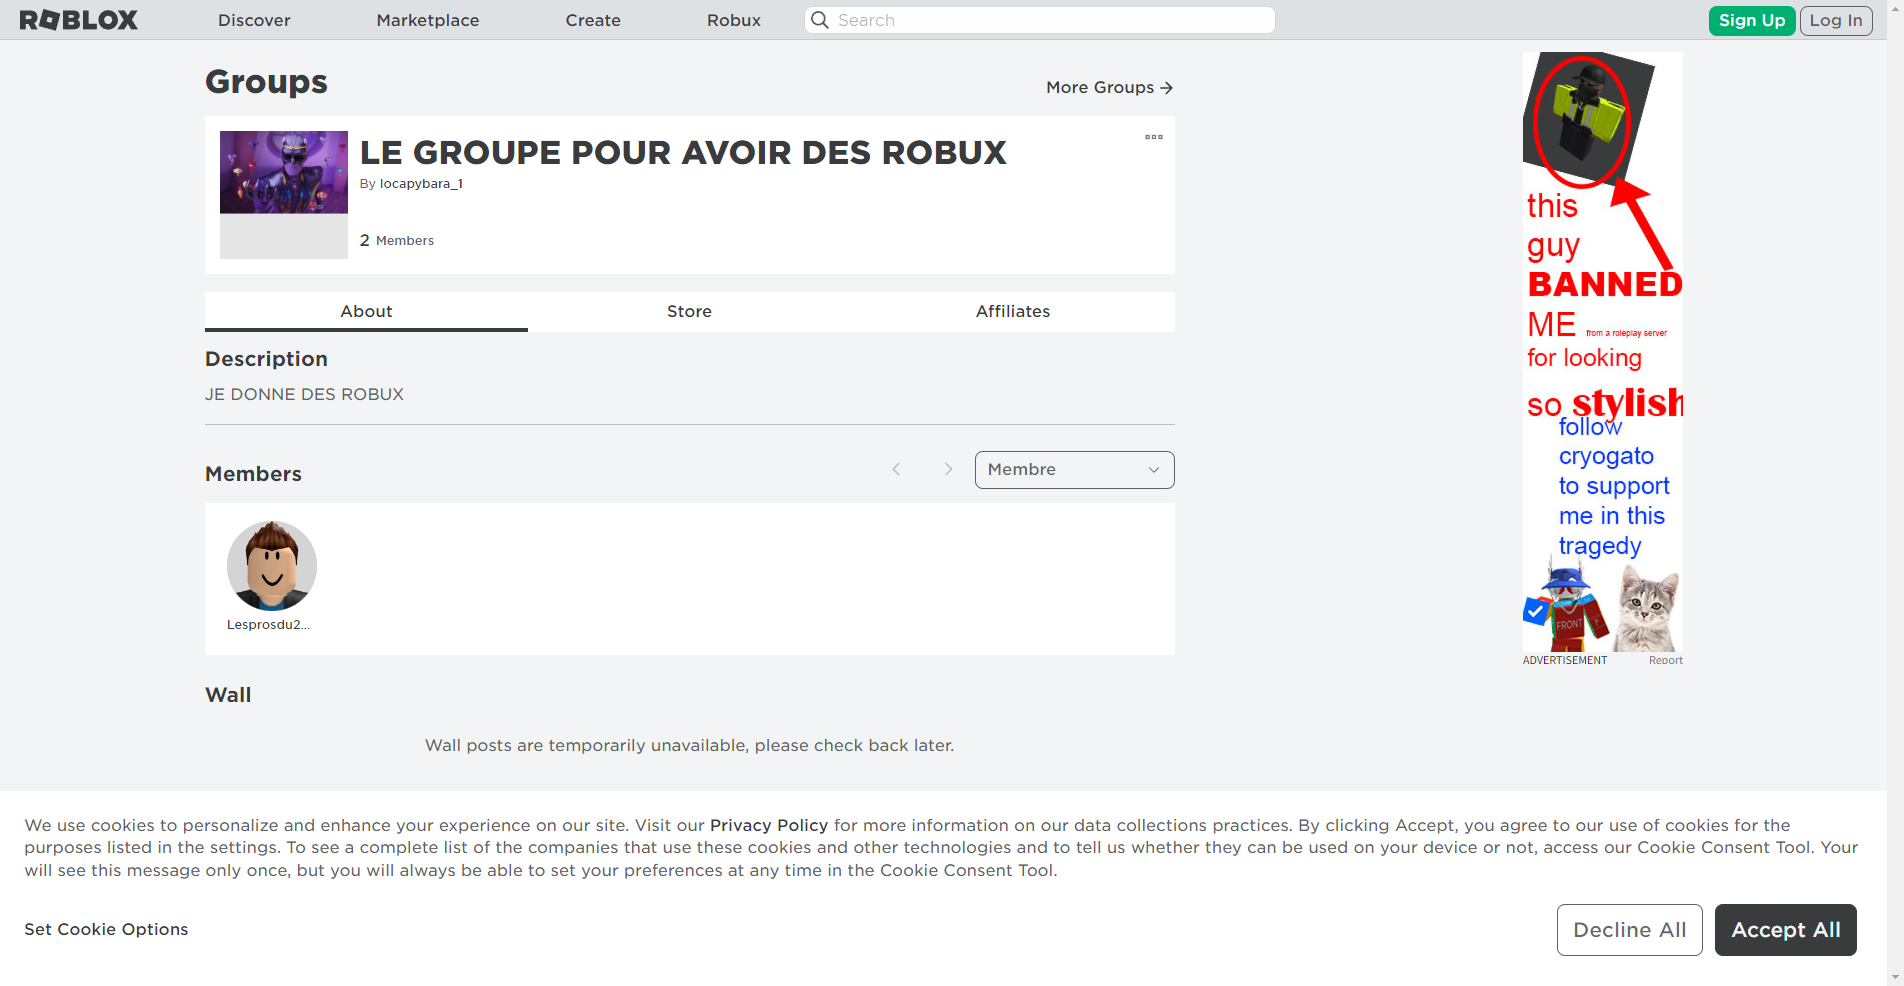 ROBLOX
Discover
Marketplace
Create
Robux
Search
Sign Up
Log In
Groups
More Groups
LE GROUPE POUR AVOIR DES ROBUX
By locapybara_1
2 Members
About
Store
Affiliates
Description
JE DONNE DES ROBUX
Members
Membre
Lesprosdu2...
Wall
Wall posts are temporarily unavailable, please check back later.
this
guy
BANNED
ME from a roleplay server
for looking
so stylish
follow
cryogato
to support
me in this
tragedy
FRONT
F
ADVERTISEMENT
Report
We use cookies to personalize and enhance your experience on our site. Visit our Privacy Policy for more information on our data collections practices. By clicking Accept, you agree to our use of cookies for the
purposes listed in the settings. To see a complete list of the companies that use these cookies and other technologies and to tell us whether they can be used on your device or not, access our Cookie Consent Tool. Your
will see this message only once, but you will always be able to set your preferences at any time in the Cookie Consent Tool.
Set Cookie Options
Decline All
Accept All